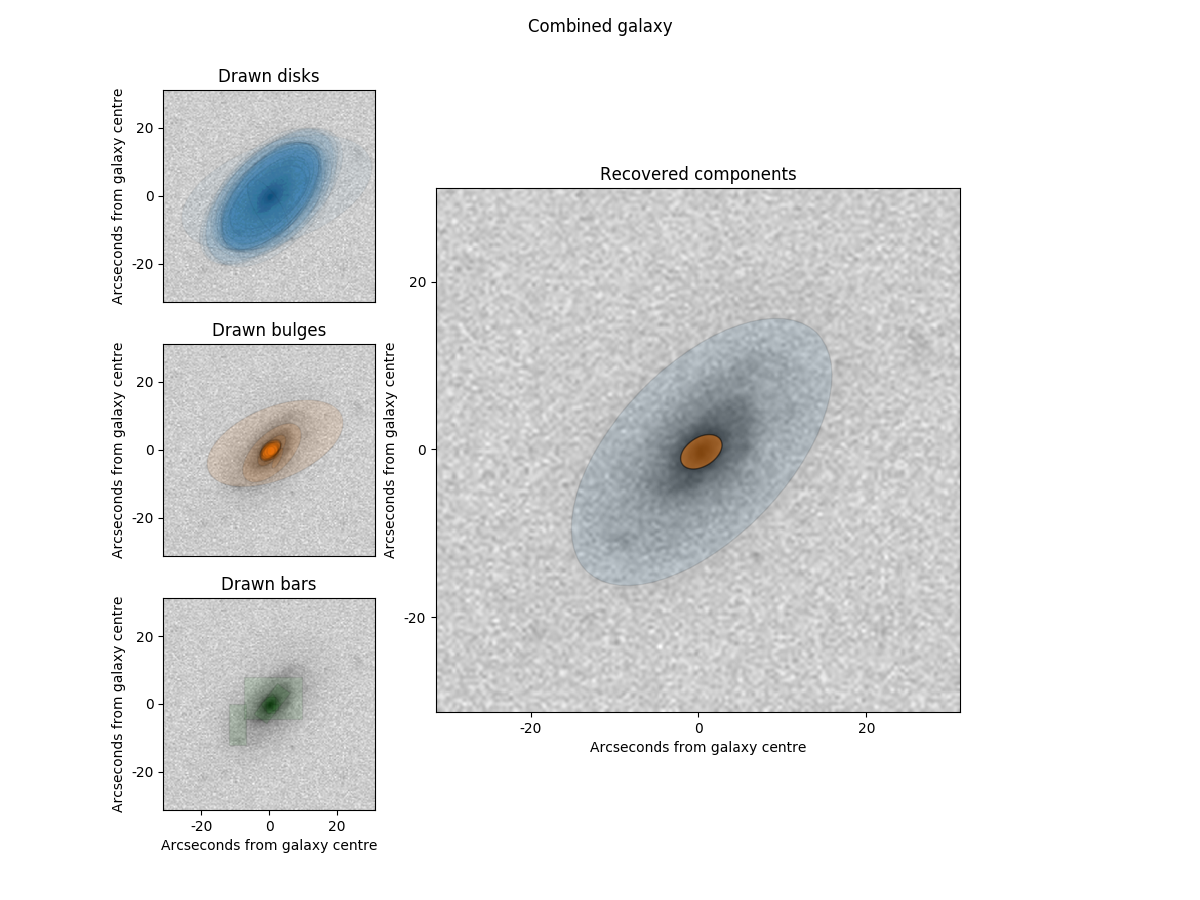 Combined galaxy
Drawn disks
Arcseconds from galaxy centre
20
0
-20
Drawn bulges
Arcseconds from galaxy centre
20
0
-20
Drawn bars
Arcseconds from galaxy centre
20
0
-20
-20 0 20
Arcseconds from galaxy centre
Recovered components
Arcseconds from galaxy centre
20
0
-20
-20 0 20
Arcseconds from galaxy centre